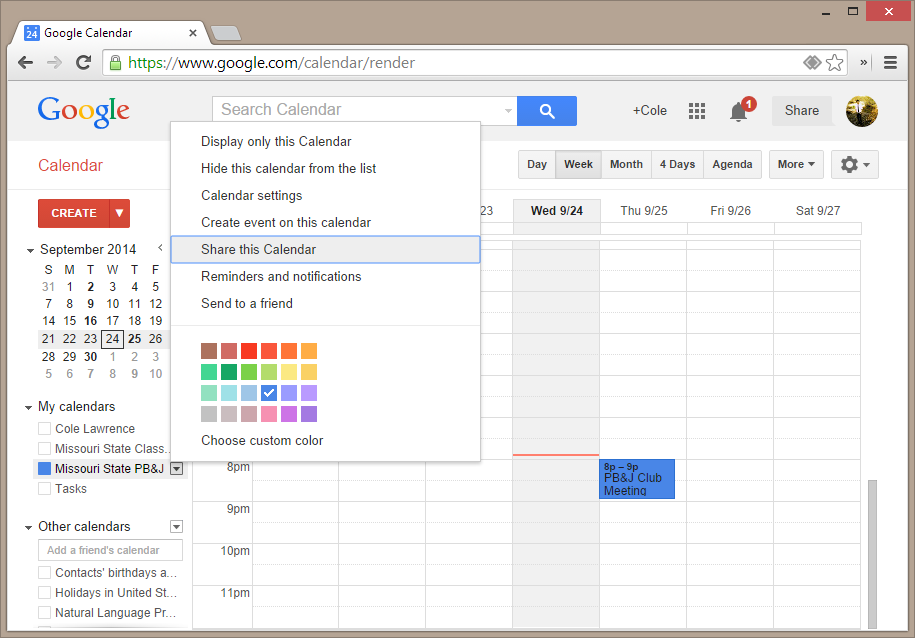 Google Calendar
https://www.google.com/calendar/render
Google
Search Calendar
+Cole
1
Share
Calendar
Day Week Month 4 Days Agenda More
CREATE
Display only this Calendar
Hide this calendar from the list
Calendar settings
Create event on this calendar
Share this Calendar
Reminders and notifications
Send to a friend
Choose custom color
23 Wed 9/24 Thu 9/25 Fri 9/26 Sat 9/27
September 2014
S M T W T F
31 1 2 3 4 5
7 8 9 10 11 12
14 15 16 17 18 19
21 22 23 24 25 26
28 29 30 1 2 3
5 6 7 8 9 10
My calendars
Cole Lawrence
Missouri State Class...
Missouri State PB&J
Tasks
Other calendars
Add a friend's calendar
Contacts' birthdays a...
Holidays in United St...
Natural Language Pr...
8pm
9pm
10pm
11pm
8p – 9p
PB&J Club
Meeting
24